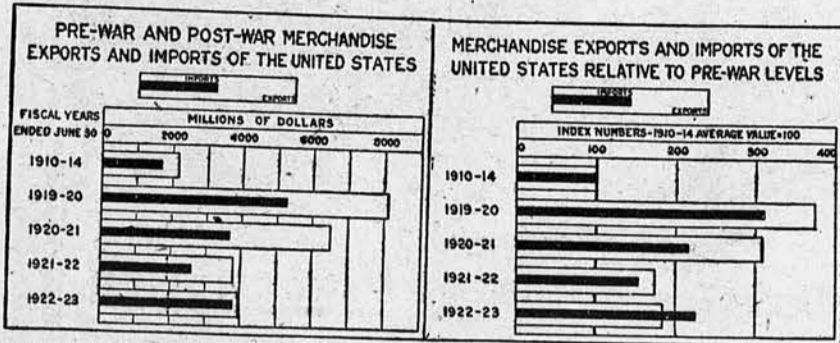 PRE-WAR AND POST-WAR MERCHANDISE
EXPORTS AND IMPORTS OF THE UNITED STATES
IMPORTS
EXPORTS
FISCAL YEARS
ENDED JUNE 30
MILLIONS OF DOLLARS
0 2000 4000 6000 8000
1910-14
1919-20
1920-21
1921-22
1922-23
MERCHANDISE EXPORTS AND IMPORTS OF THE
UNITED STATES RELATIVE TO PRE-WAR LEVELS
IMPORTS
EXPORTS
INDEX NUMBERS-1910-14 AVERAGE VALUE=100
0 100 200 300 400
1910-14
1919-20
1920-21
1921-22
1922-23